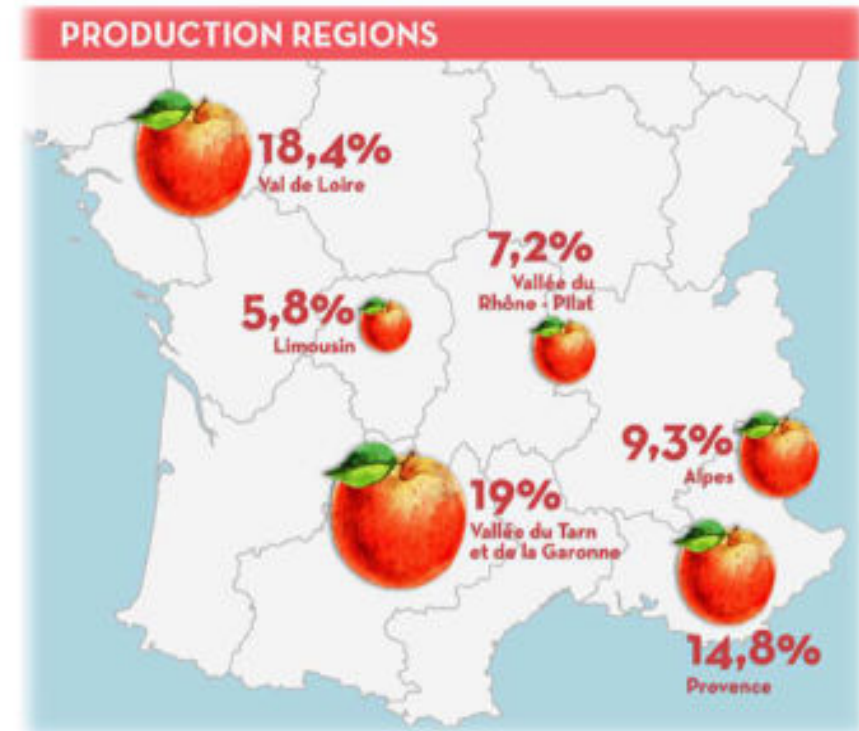 PRODUCTION REGIONS
18,4%
Val de Loire
7,2%
Vallée du
Rhône - Pilat
5,8%
Limousin
9,3%
Alpes
19%
Vallée du Tarn
et de la Garonne
14,8%
Provence